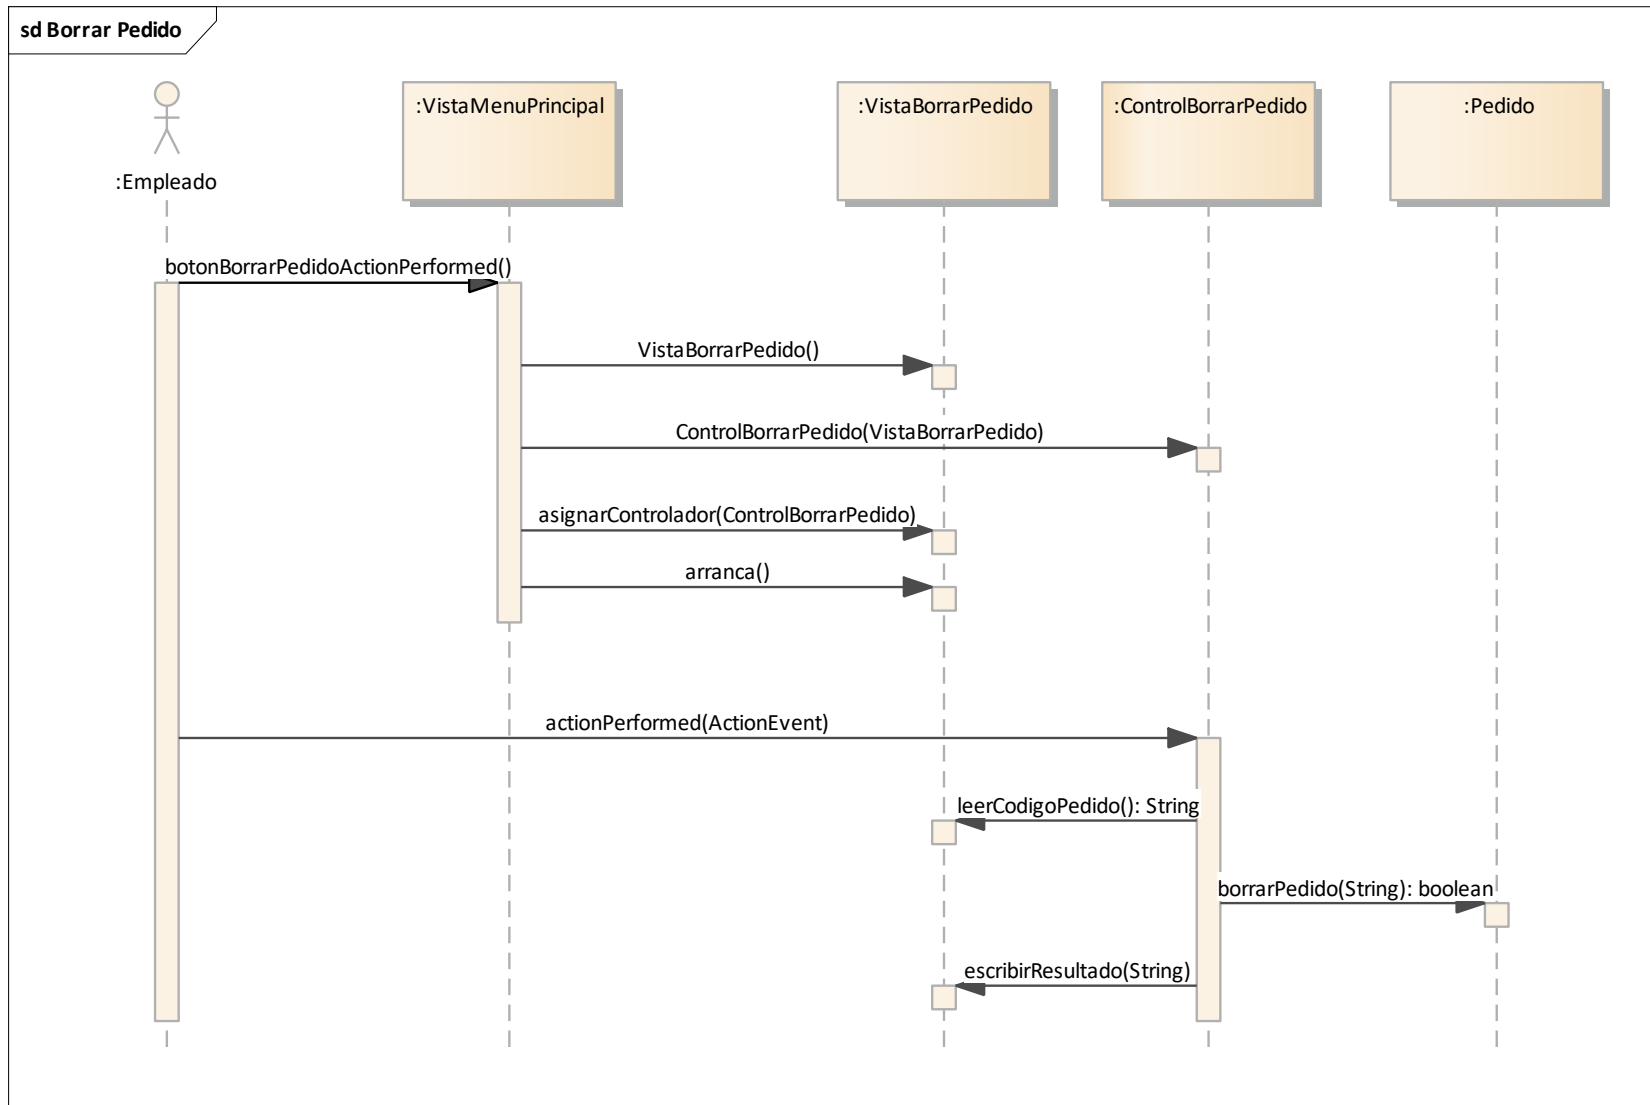 sd Borrar Pedido
:VistaMenuPrincipal
:VistaBorrarPedido
:ControlBorrarPedido
:Pedido
:Empleado
botonBorrarPedidoActionPerformed()
VistaBorrarPedido()
ControlBorrarPedido(VistaBorrarPedido)
asignarControlador(ControlBorrarPedido)
arranca()
actionPerformed(ActionEvent)
leerCodigoPedido(): String
borrarPedido(String): boolean
escribirResultado(String)